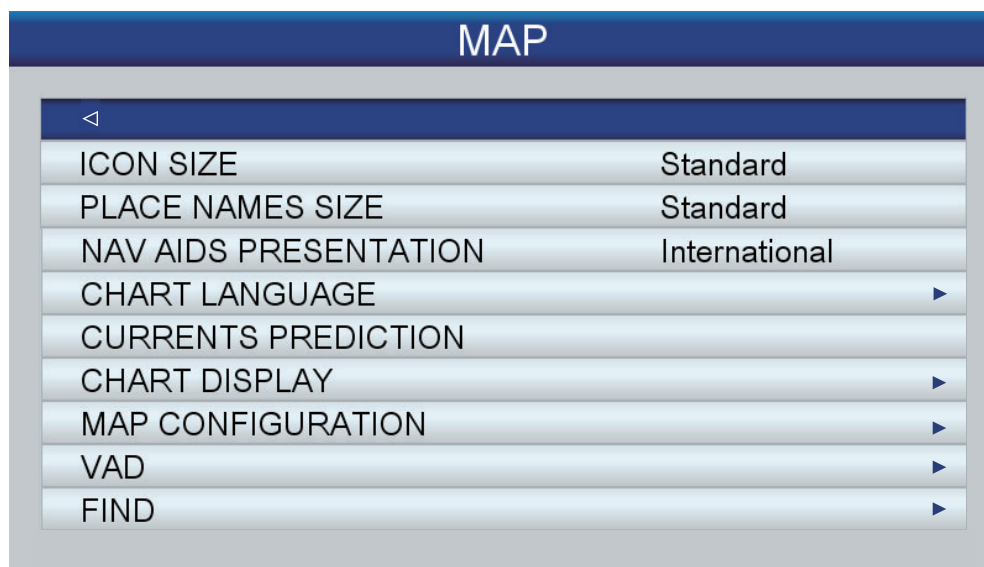 MAP
ICON SIZE Standard
PLACE NAMES SIZE Standard
NAV AIDS PRESENTATION International
CHART LANGUAGE
CURRENTS PREDICTION
CHART DISPLAY
MAP CONFIGURATION
VAD
FIND